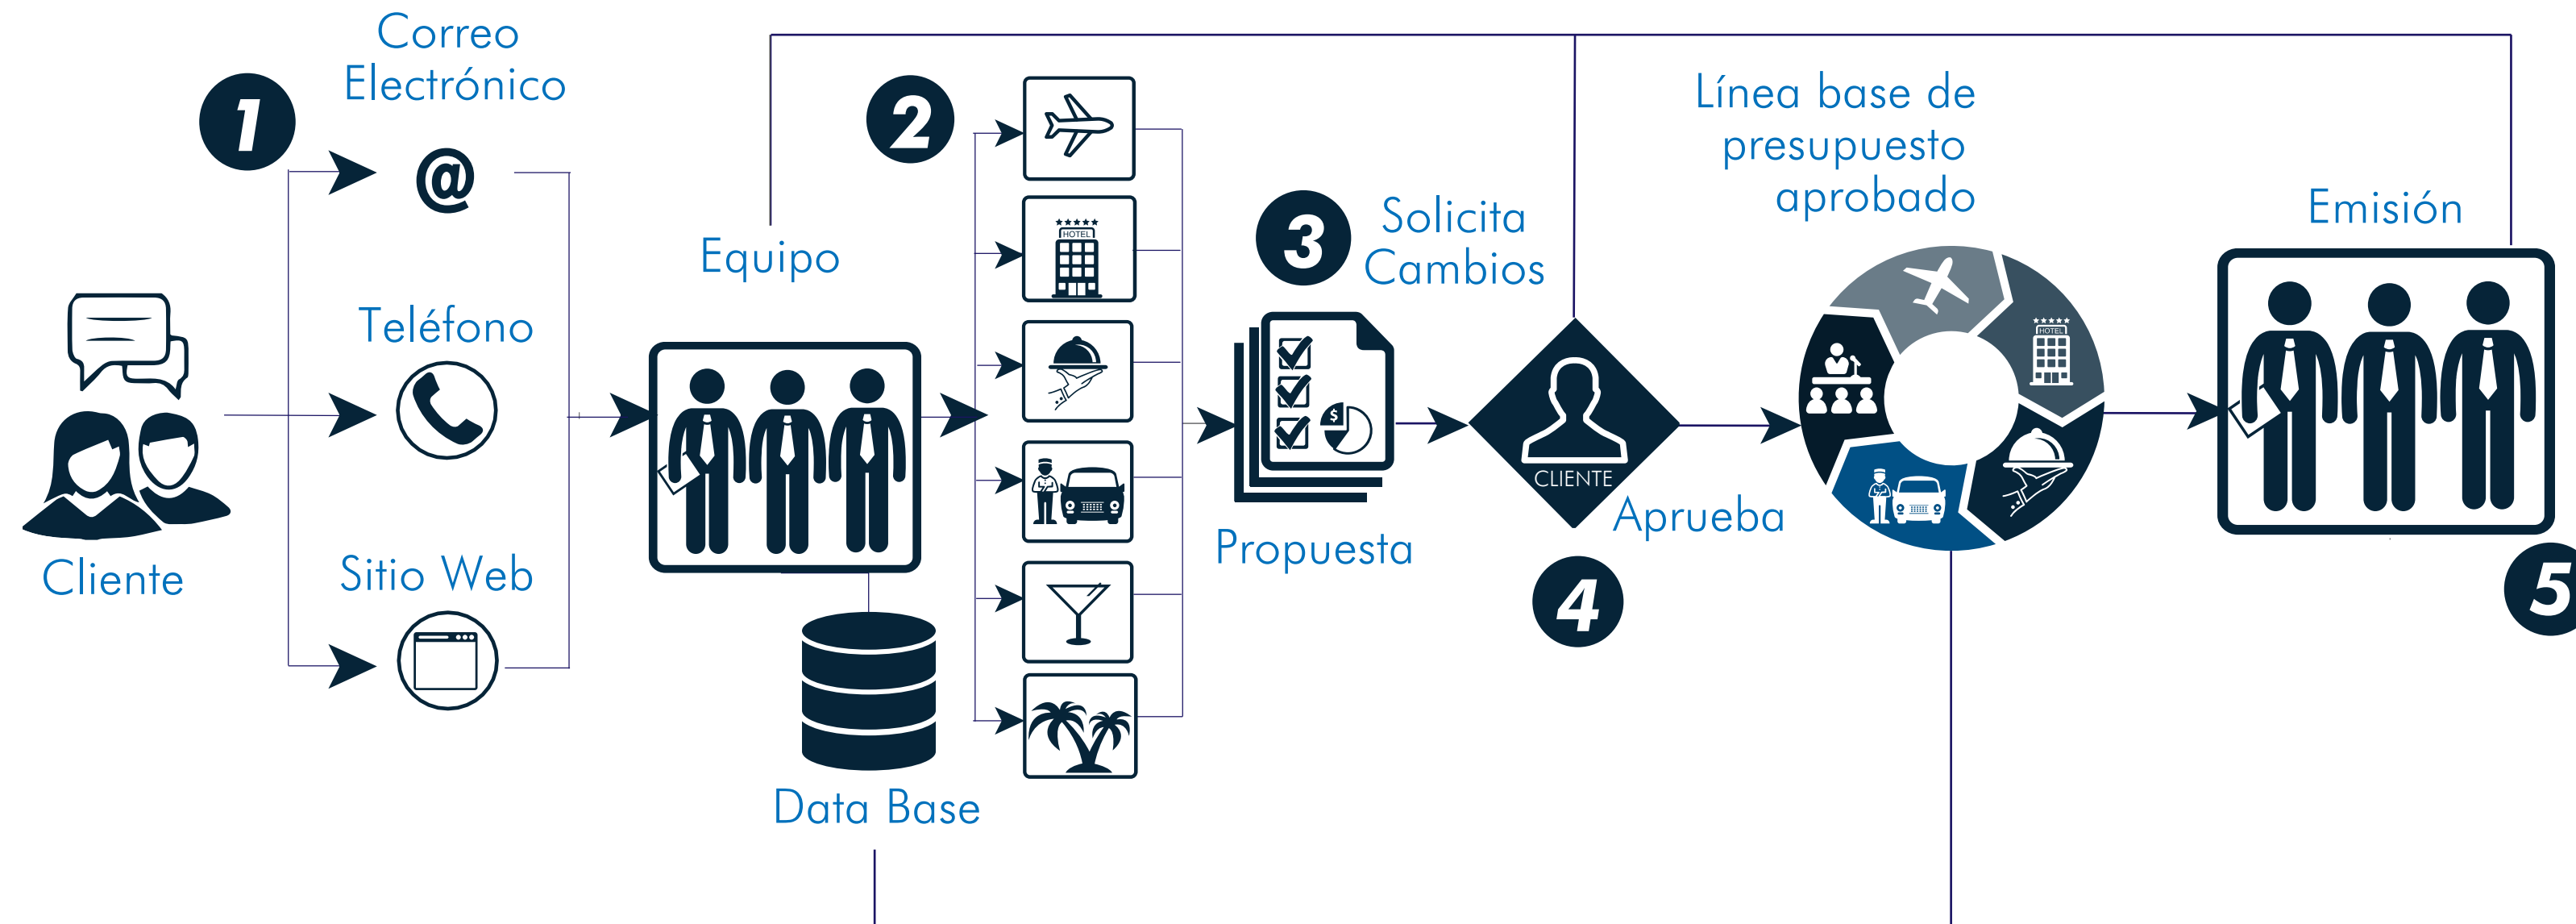 1
Correo
Electrónico
@
Teléfono
Sitio Web
Cliente
Equipo
Data Base
2
★★★★★
HOTEL
3
Solicita
Cambios
$
Propuesta
CLIENTE
Aprueba
4
Línea base de
presupuesto
aprobado
★★★★★
HOTEL
Emisión
5